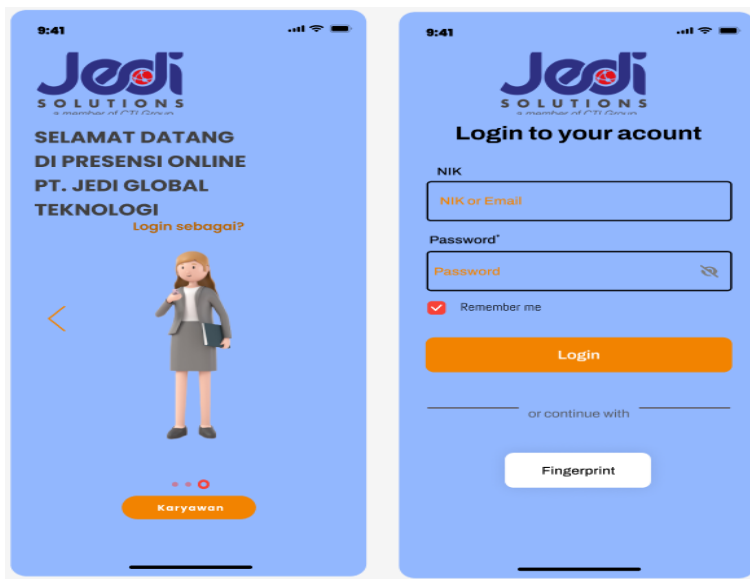 9:41
Jedi
SOLUTIONS
a member of CTI Group
SELAMAT DATANG
DI PRESENSI ONLINE
PT. JEDI GLOBAL
TEKNOLOGI
Login sebagai?
Karyawan
9:41
Jedi
SOLUTIONS
a member of CTI Group
Login to your acount
NIK
NIK or Email
Password*
Password
Remember me
Login
or continue with
Fingerprint